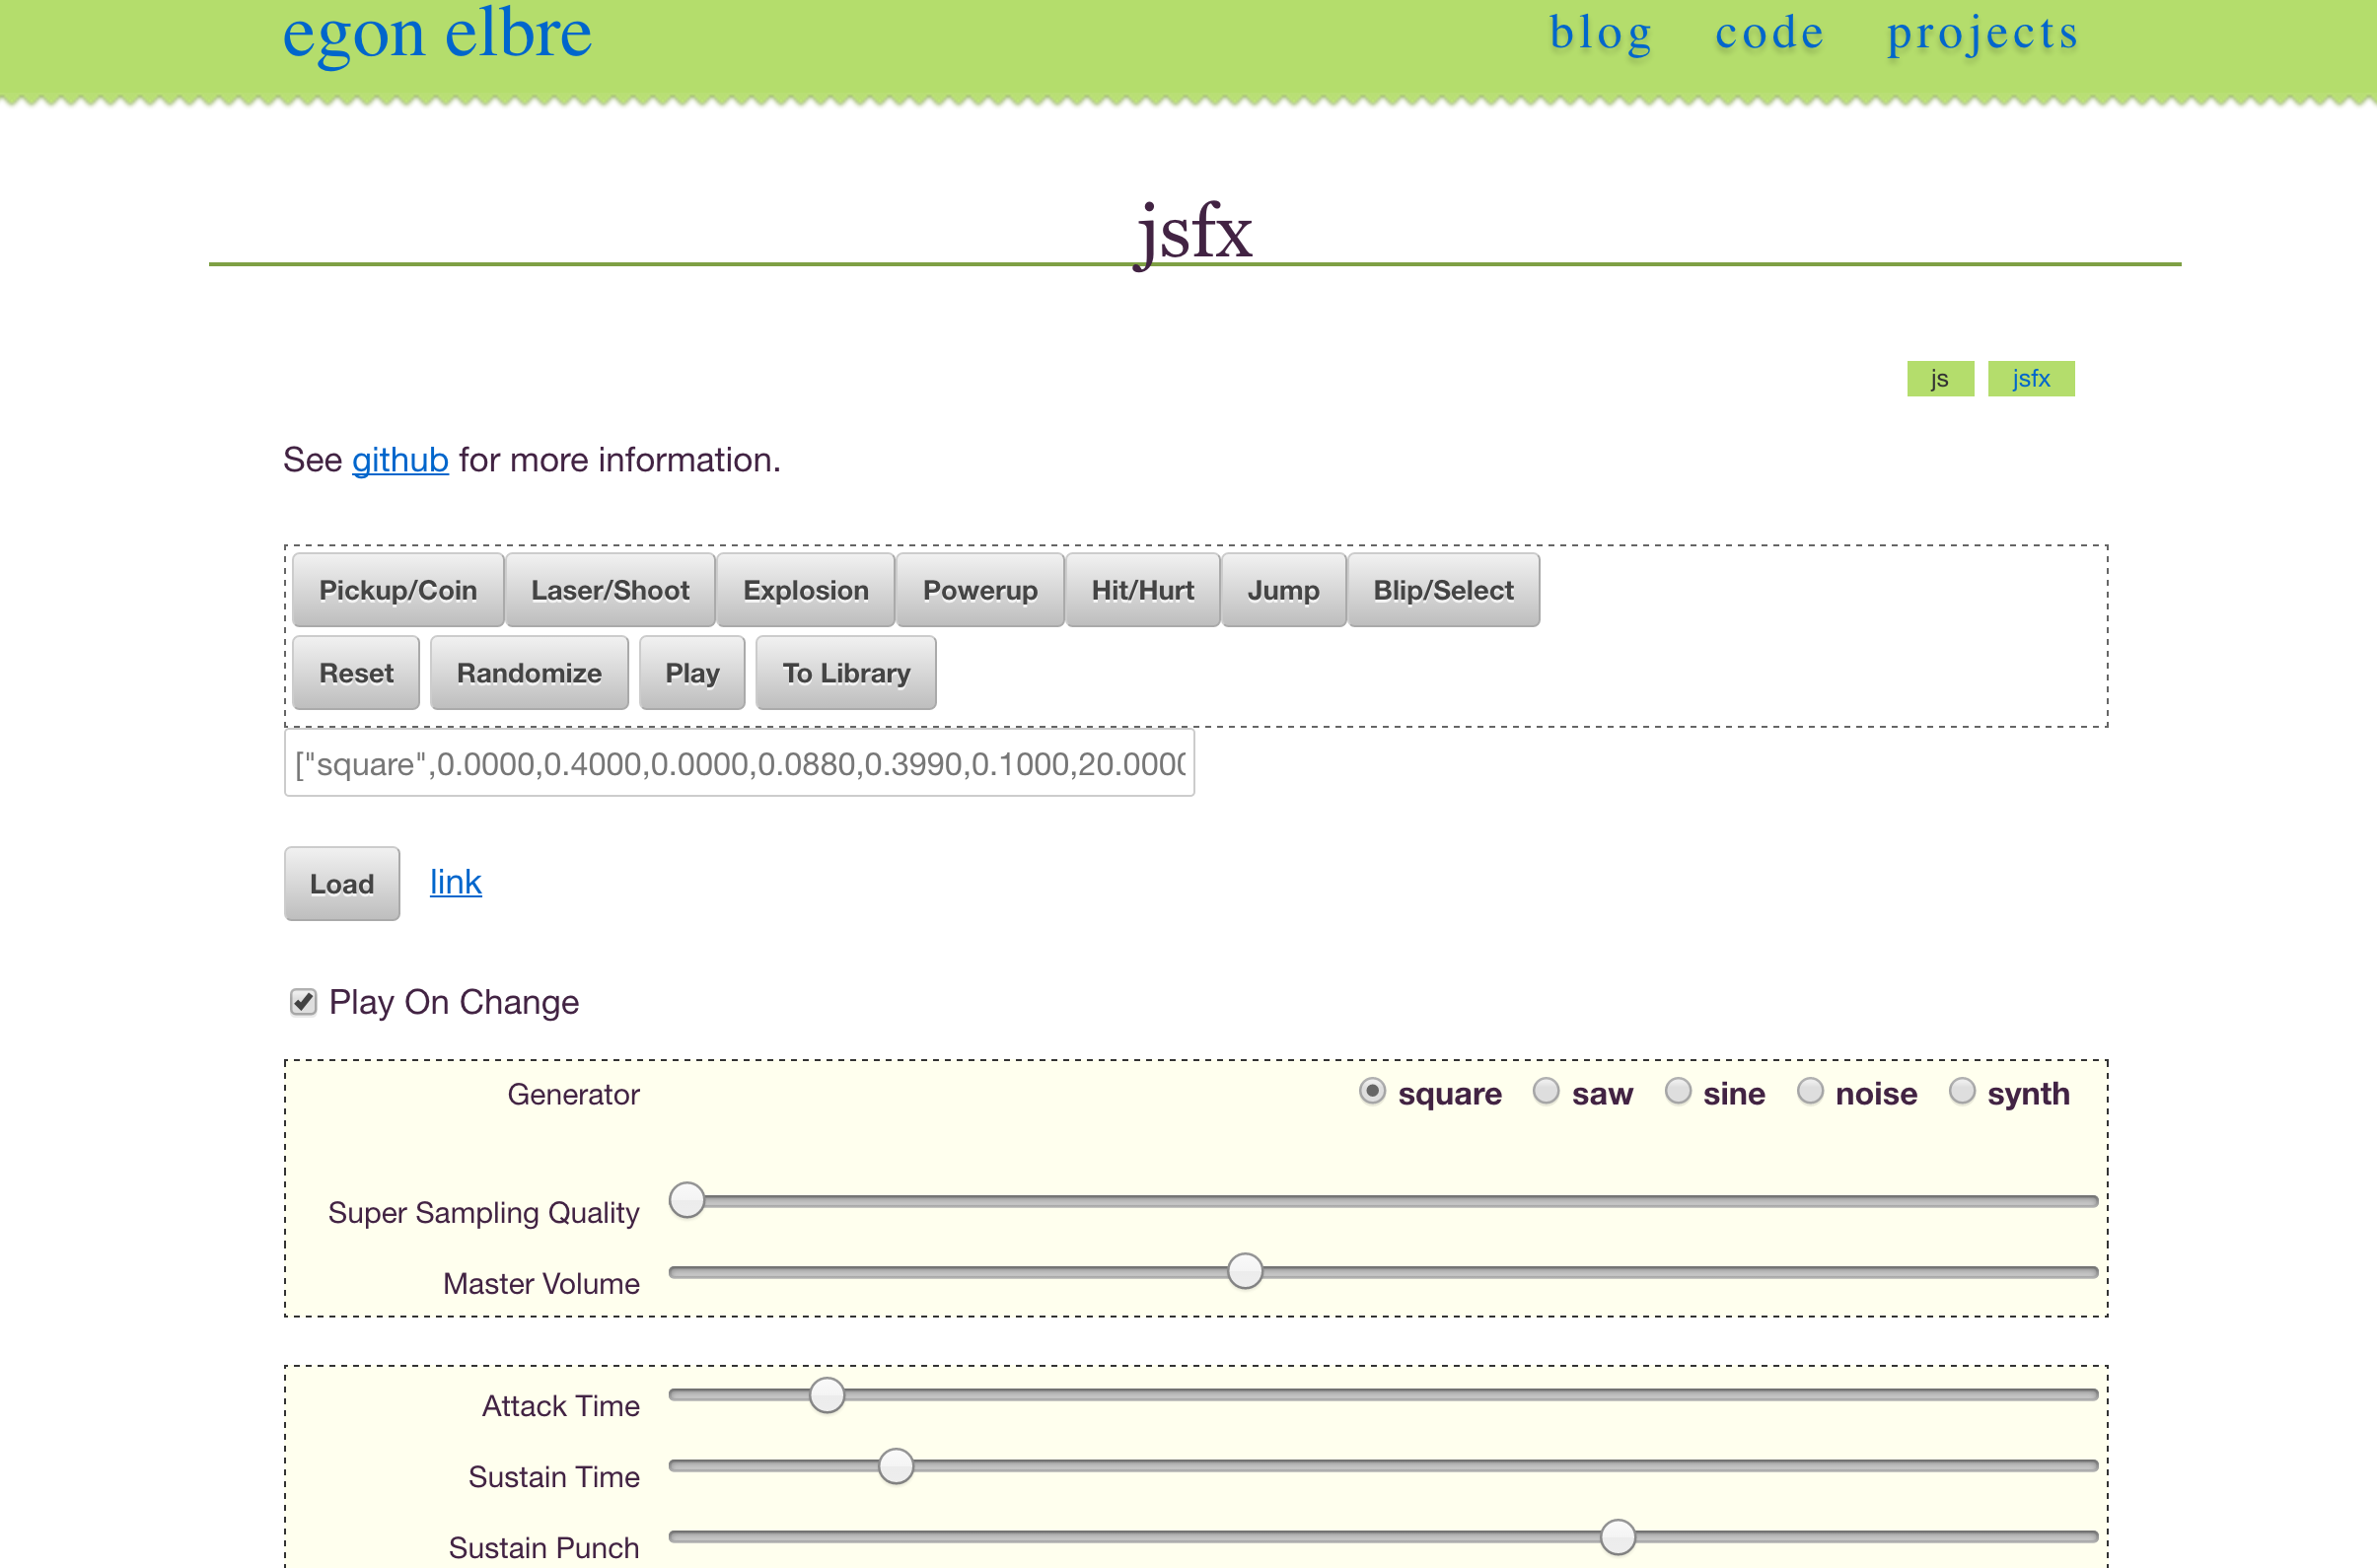 egon elbre blog code projects
jsfx
js jsfx
See github for more information.
Pickup/Coin Laser/Shoot Explosion Powerup Hit/Hurt Jump Blip/Select
Reset Randomize Play To Library
["square",0.0000,0.4000,0.0000,0.0880,0.3990,0.1000,20.000
Load link
Play On Change
Generator square saw sine noise synth
Super Sampling Quality
Master Volume
Attack Time
Sustain Time
Sustain Punch